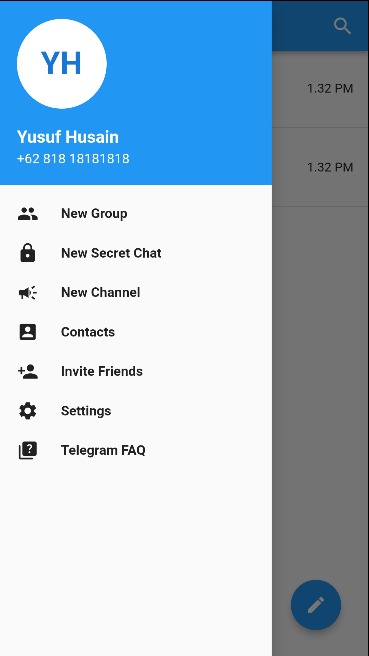 YH
Yusuf Husain
+62 818 18181818
New Group
New Secret Chat
New Channel
Contacts
Invite Friends
Settings
Telegram FAQ
1.32 PM
1.32 PM